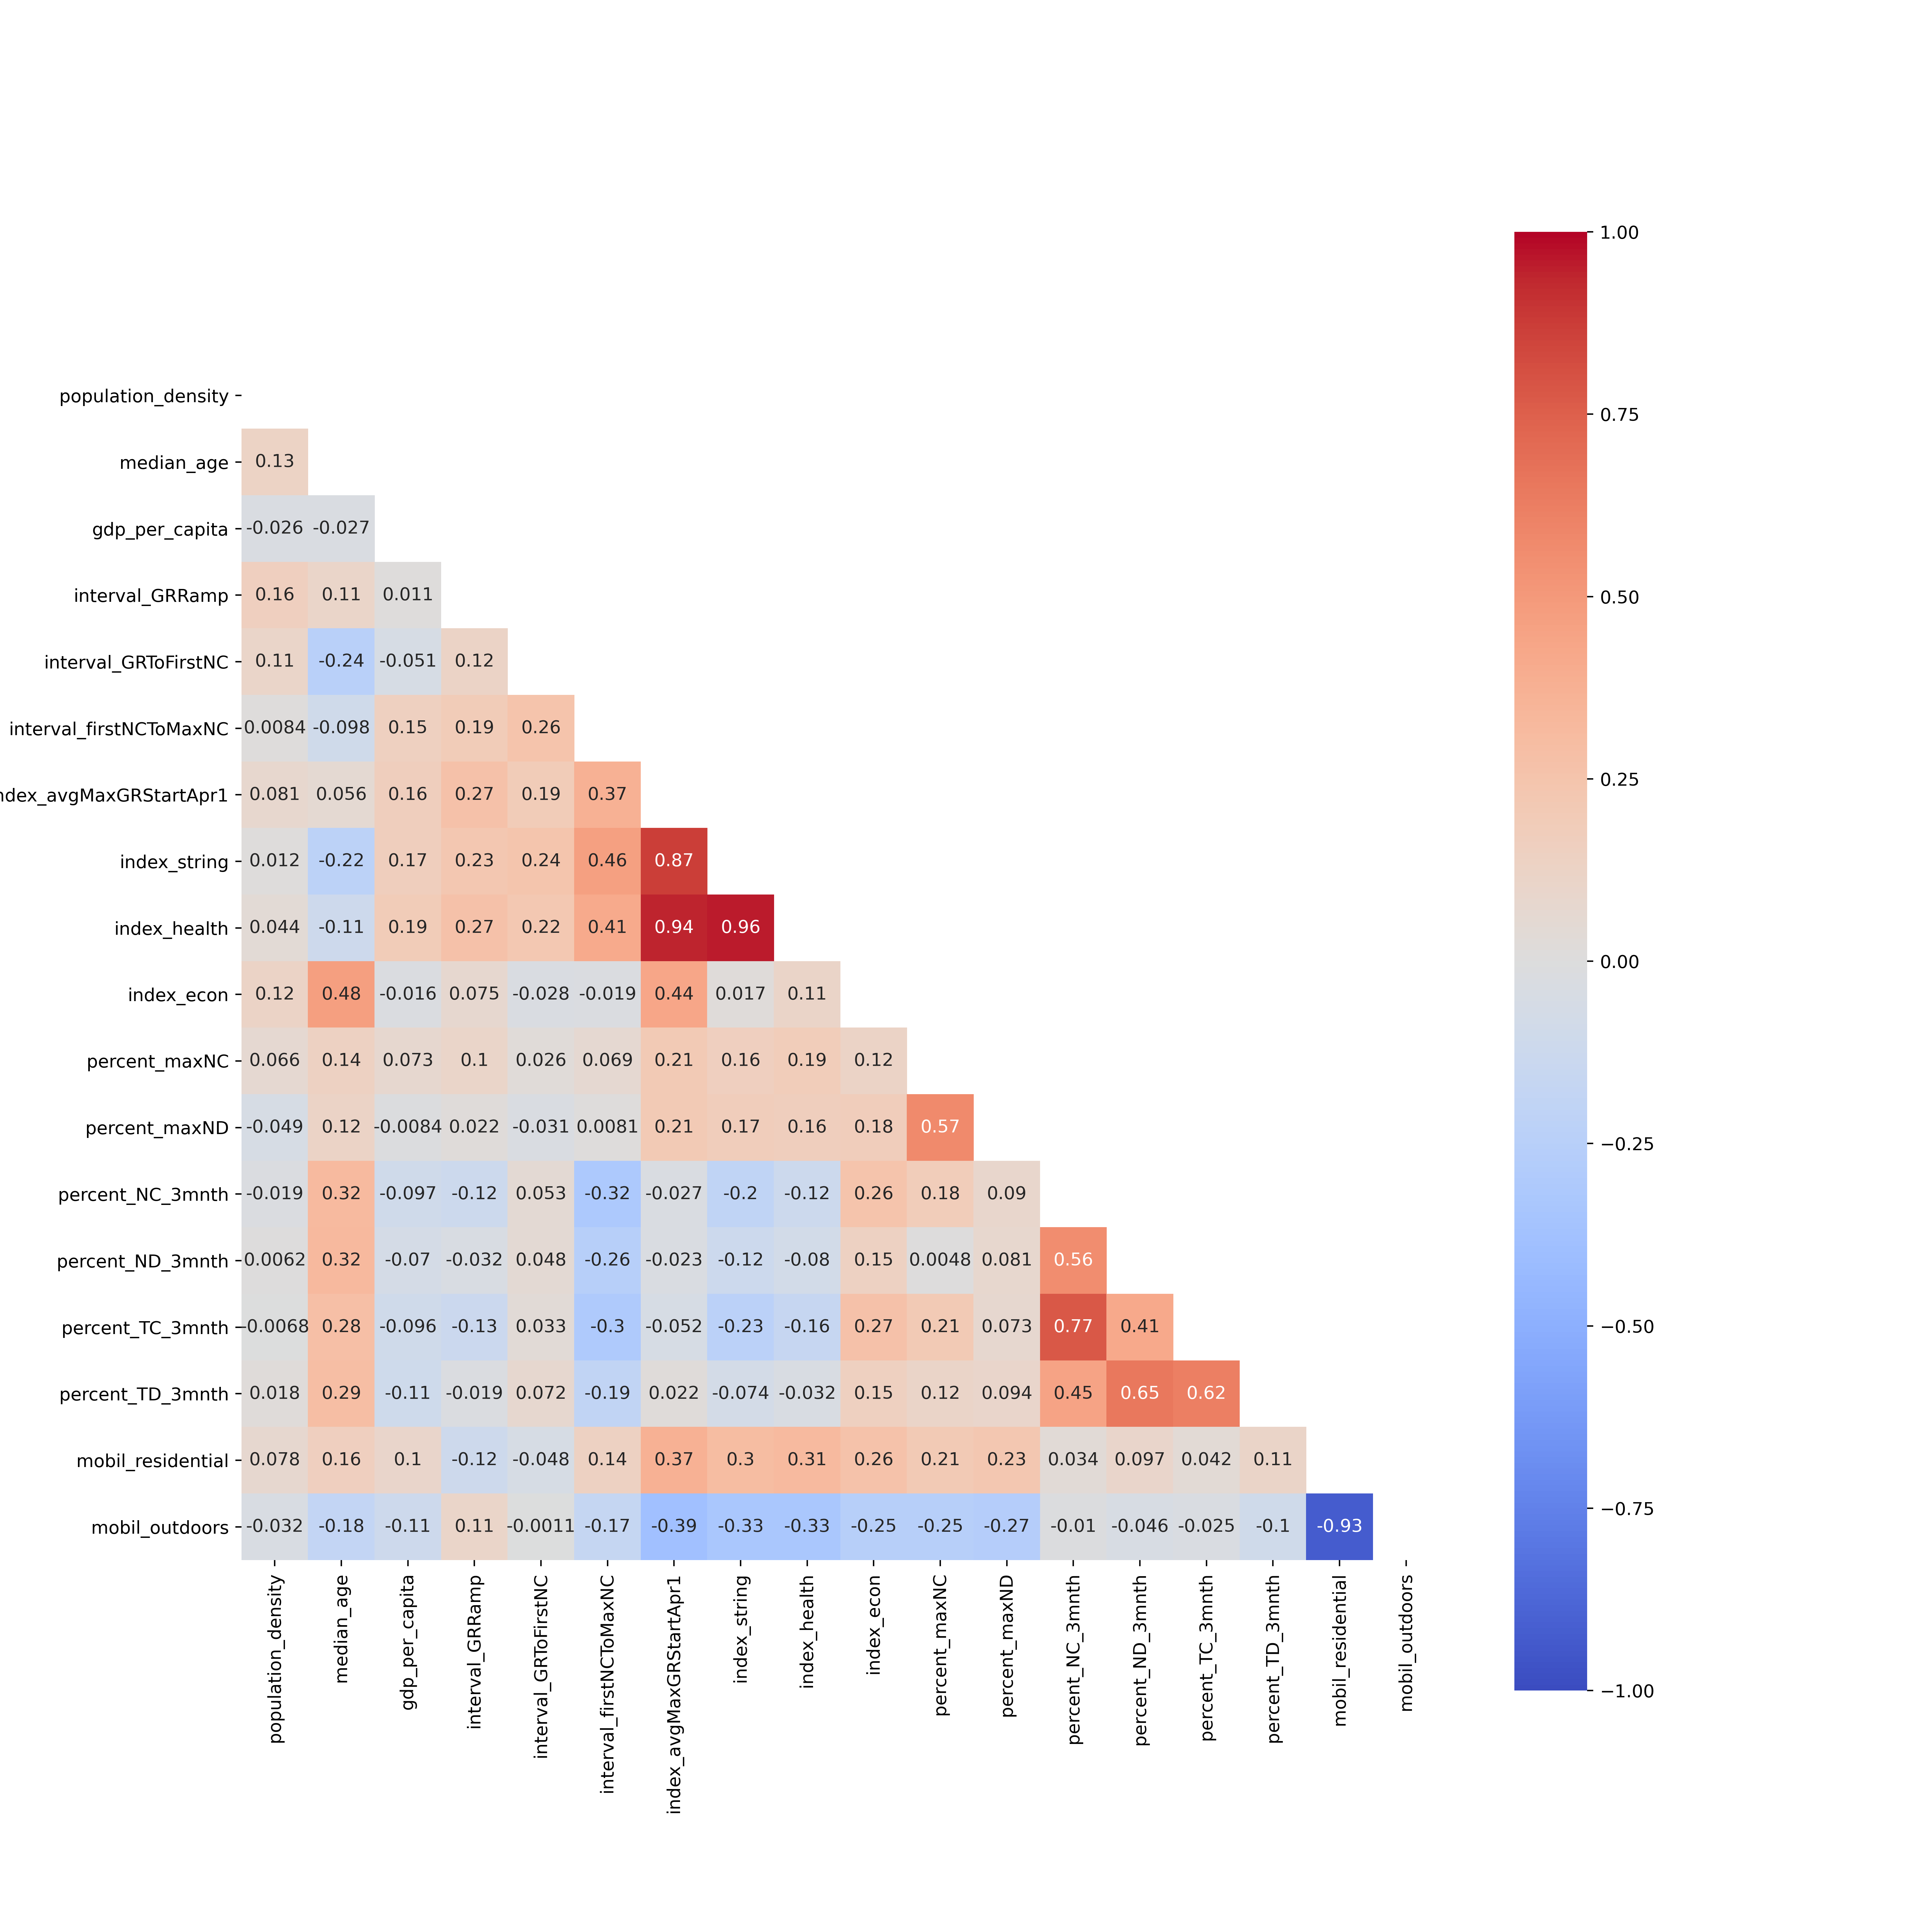 1.00
population_density
median_age 0.13
0.75
gdp_per_capita -0.026 -0.027
interval_GRRamp 0.16 0.11 0.011
0.50
interval_GRToFirstNC 0.11 -0.24 -0.051 0.12
interval_firstNCToMaxNC 0.0084 -0.098 0.15 0.19 0.26
0.25
ndex_avgMaxGRStartApr1 0.081 0.056 0.16 0.27 0.19 0.37
index_string 0.012 -0.22 0.17 0.23 0.24 0.46 0.87
index_health 0.044 -0.11 0.19 0.27 0.22 0.41 0.94 0.96
0.00
index_econ 0.12 0.48 -0.016 0.075 -0.028 -0.019 0.44 0.017 0.11
percent_maxNC 0.066 0.14 0.073 0.1 0.026 0.069 0.21 0.16 0.19 0.12
percent_maxND -0.049 0.12 -0.0084 0.022 -0.031 0.0081 0.21 0.17 0.16 0.18 0.57
−0.25
percent_NC_3mnth -0.019 0.32 -0.097 -0.12 0.053 -0.32 -0.027 -0.2 -0.12 0.26 0.18 0.09
percent_ND_3mnth 0.0062 0.32 -0.07 -0.032 0.048 -0.26 -0.023 -0.12 -0.08 0.15 0.0048 0.081 0.56
−0.50
percent_TC_3mnth -0.0068 0.28 -0.096 -0.13 0.033 -0.3 -0.052 -0.23 -0.16 0.27 0.21 0.073 0.77 0.41
percent_TD_3mnth 0.018 0.29 -0.11 -0.019 0.072 -0.19 0.022 -0.074 -0.032 0.15 0.12 0.094 0.45 0.65 0.62
mobil_residential 0.078 0.16 0.1 -0.12 -0.048 0.14 0.37 0.3 0.31 0.26 0.21 0.23 0.034 0.097 0.042 0.11
−0.75
mobil_outdoors -0.032 -0.18 -0.11 0.11 -0.0011 -0.17 -0.39 -0.33 -0.33 -0.25 -0.25 -0.27 -0.01 -0.046 -0.025 -0.1 -0.93
−1.00
population_density
median_age
gdp_per_capita
interval_GRRamp
interval_GRToFirstNC
interval_firstNCToMaxNC
index_avgMaxGRStartApr1
index_string
index_health
index_econ
percent_maxNC
percent_maxND
percent_NC_3mnth
percent_ND_3mnth
percent_TC_3mnth
percent_TD_3mnth
mobil_residential
mobil_outdoors